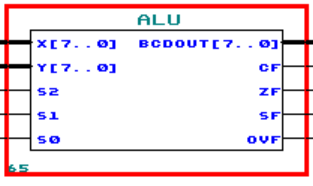 ALU
X[7..0] BCDOUT[7..0]
Y[7..0] CF
S2 ZF
S1 SF
S0 OVF
65